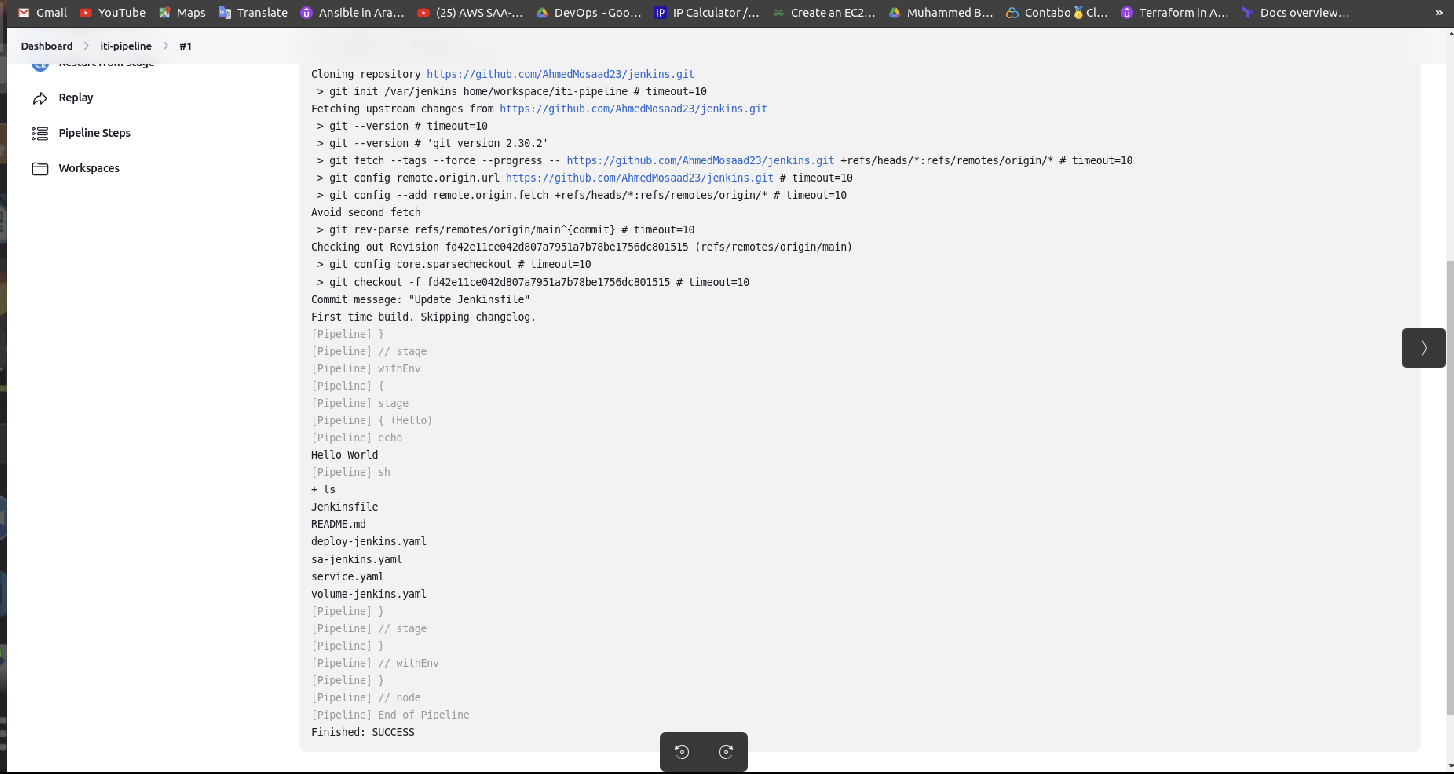 Gmail YouTube Maps Translate Ansible in Ara... (25) AWS SAA-... DevOps - Goo... IP IP Calculator /... Create an EC2... Muhammed B... Contabo🏅Cl... Terraform in A... Docs overview... »
Dashboard > iti-pipeline > #1
Restart from Stage
Replay
Pipeline Steps
Workspaces
Cloning repository https://github.com/AhmedMosaad23/jenkins.git
> git init /var/jenkins_home/workspace/iti-pipeline # timeout=10
Fetching upstream changes from https://github.com/AhmedMosaad23/jenkins.git
> git --version # timeout=10
> git --version # 'git version 2.30.2'
> git fetch --tags --force --progress -- https://github.com/AhmedMosaad23/jenkins.git +refs/heads/*:refs/remotes/origin/* # timeout=10
> git config remote.origin.url https://github.com/AhmedMosaad23/jenkins.git # timeout=10
> git config --add remote.origin.fetch +refs/heads/*:refs/remotes/origin/* # timeout=10
Avoid second fetch
> git rev-parse refs/remotes/origin/main^{commit} # timeout=10
Checking out Revision fd42e11ce042d807a7951a7b78be1756dc801515 (refs/remotes/origin/main)
> git config core.sparsecheckout # timeout=10
> git checkout -f fd42e11ce042d807a7951a7b78be1756dc801515 # timeout=10
Commit message: "Update Jenkinsfile"
First time build. Skipping changelog.
[Pipeline] }
[Pipeline] // stage
[Pipeline] withEnv
[Pipeline] {
[Pipeline] stage
[Pipeline] { (Hello)
[Pipeline] echo
Hello World
[Pipeline] sh
+ ls
Jenkinsfile
README.md
deploy-jenkins.yaml
sa-jenkins.yaml
service.yaml
volume-jenkins.yaml
[Pipeline] }
[Pipeline] // stage
[Pipeline] }
[Pipeline] // withEnv
[Pipeline] }
[Pipeline] // node
[Pipeline] End of Pipeline
Finished: SUCCESS